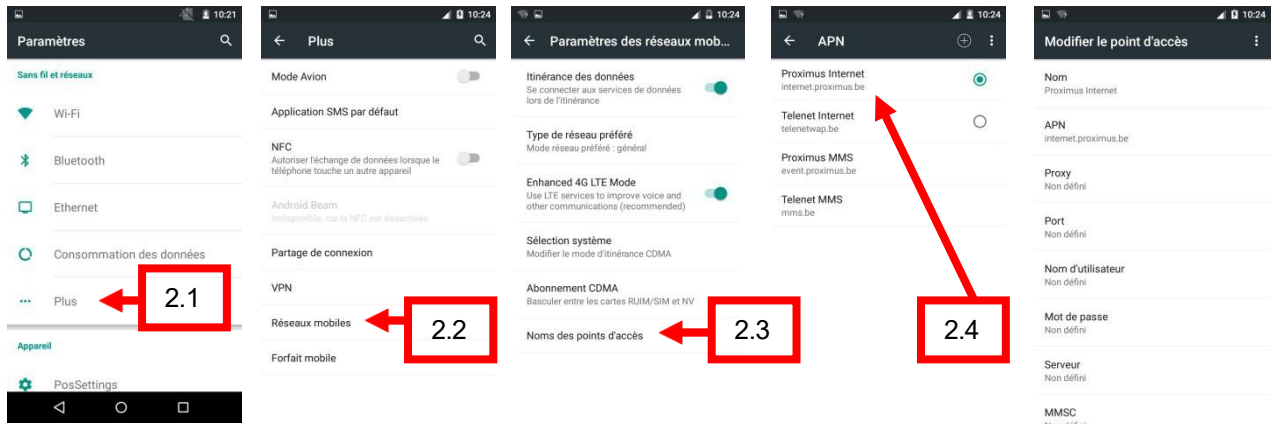 10:21
Paramètres
Sans fil et réseaux
Wi-Fi
Bluetooth
Ethernet
Consommation des données
Plus
2.1
Appareil
PosSettings
10:24
Plus
Mode Avion
Application SMS par défaut
NFC
Autoriser l'échange de données lorsque le
téléphone touche un autre appareil
Android Beam
Indisponible, car la NFC est désactivée
Partage de connexion
VPN
Réseaux mobiles
2.2
Forfait mobile
10:24
Paramètres des réseaux mob...
Itinérance des données
Se connecter aux services de données
lors de l'itinérance
Type de réseau préféré
Mode réseau préféré : général
Enhanced 4G LTE Mode
Use LTE services to improve voice and
other communications (recommended)
Sélection système
Modifier le mode d'itinérance CDMA
Abonnement CDMA
Basculer entre les cartes RUIM/SIM et NV
Noms des points d'accès
2.3
10:24
APN
Proximus Internet
internet.proximus.be
Telenet Internet
telenetwap.be
Proximus MMS
event.proximus.be
Telenet MMS
mms.be
2.4
10:24
Modifier le point d'accès
Nom
Proximus Internet
APN
internet.proximus.be
Proxy
Non défini
Port
Non défini
Nom d'utilisateur
Non défini
Mot de passe
Non défini
Serveur
Non défini
MMSC